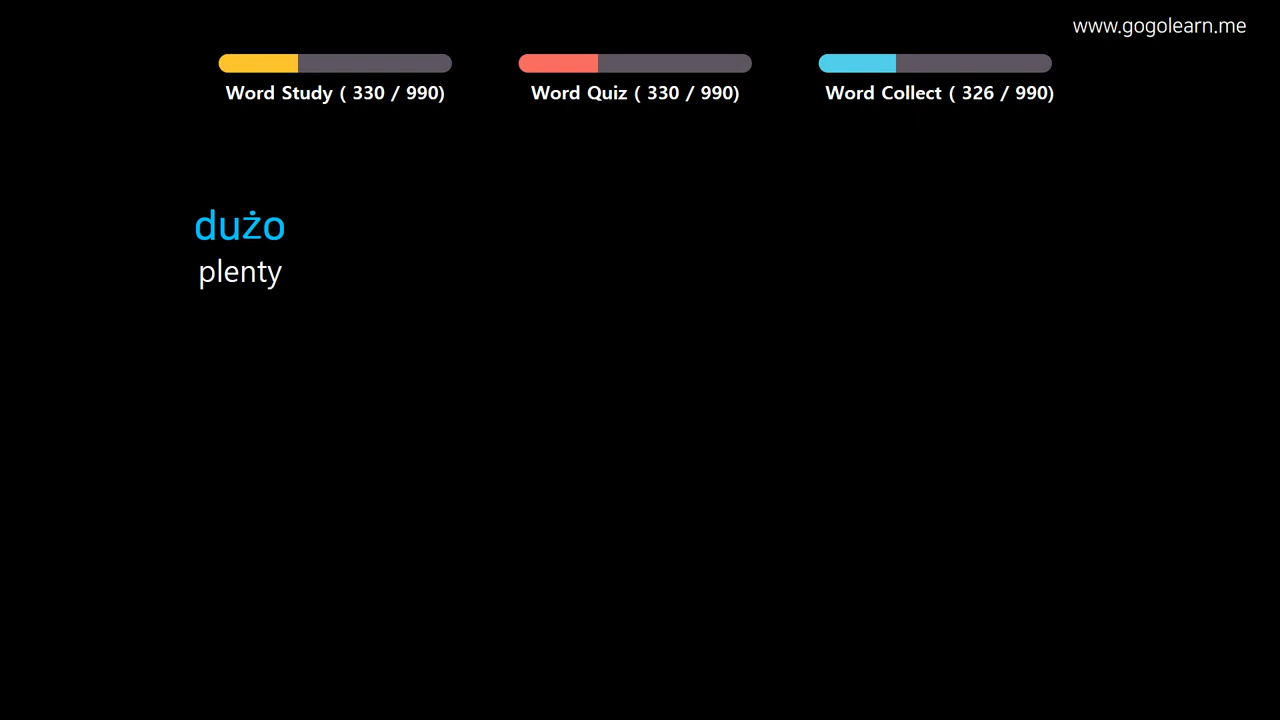 www.gogolearn.me
Word Study ( 330 / 990)
Word Quiz ( 330 / 990)
Word Collect ( 326 / 990)
dużo
plenty